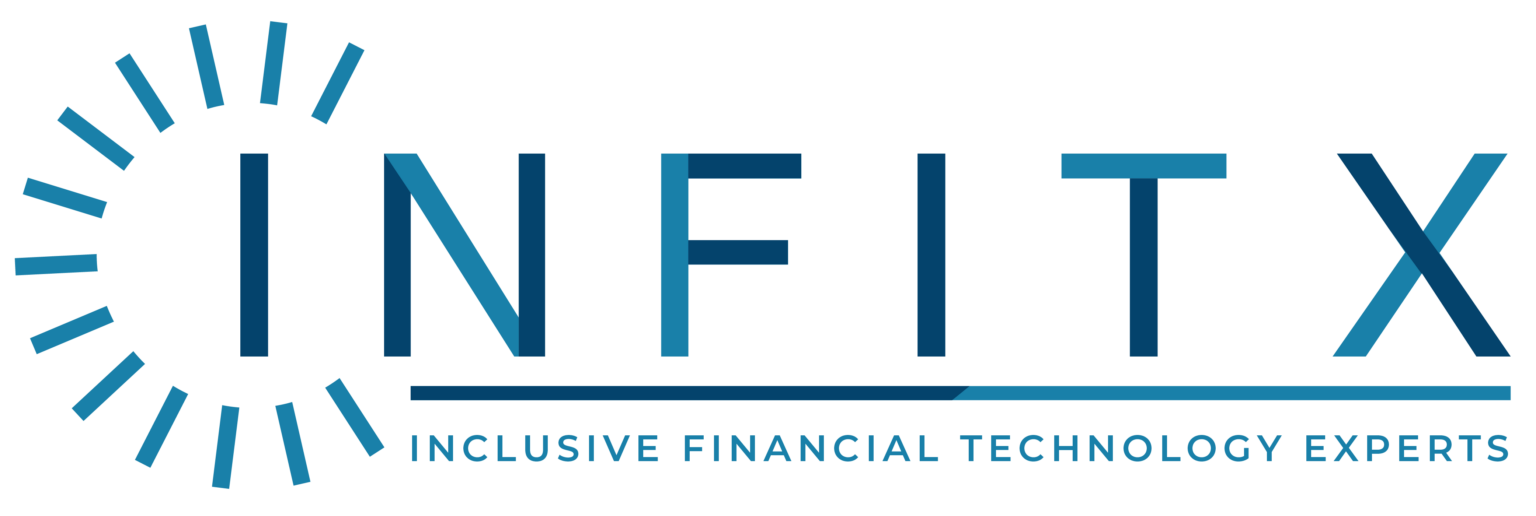 INFITX
INCLUSIVE FINANCIAL TECHNOLOGY EXPERTS